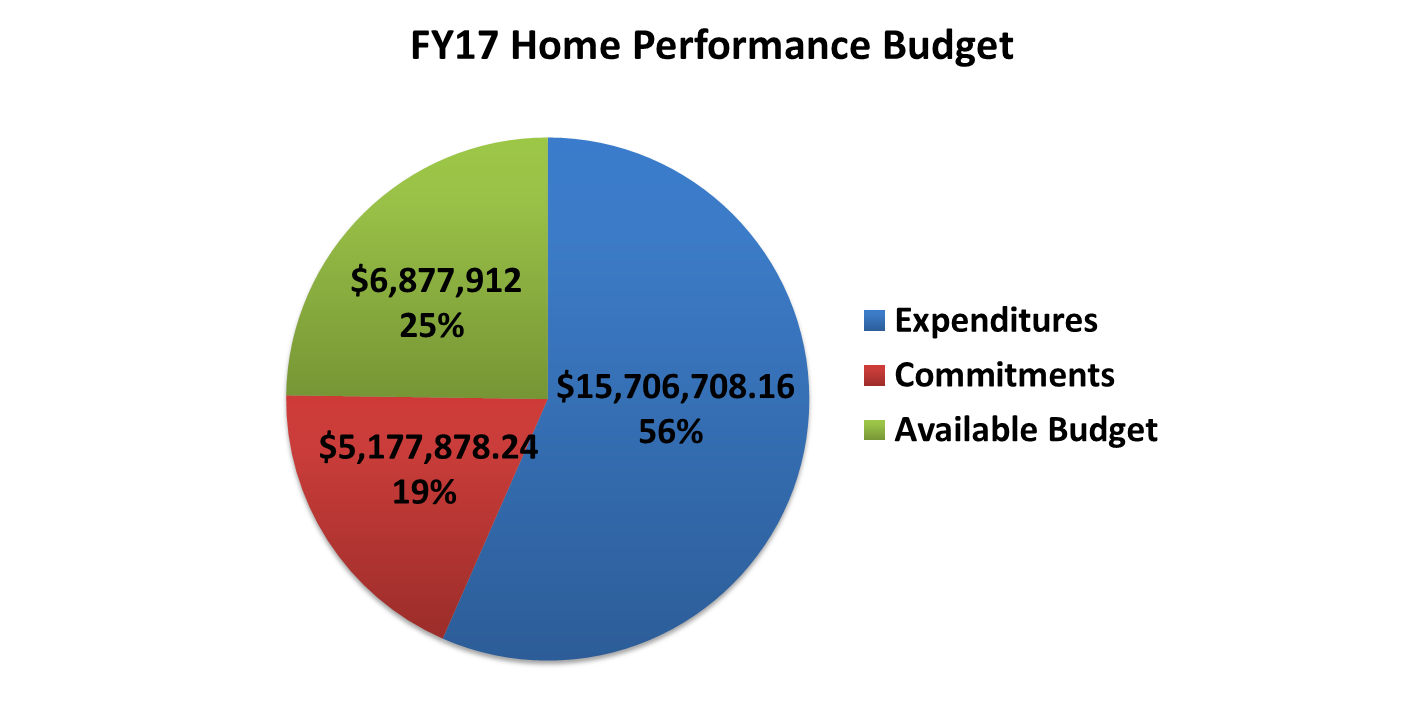 FY17 Home Performance Budget
$6,877,912
25%
$15,706,708.16
56%
$5,177,878.24
19%
Expenditures
Commitments
Available Budget